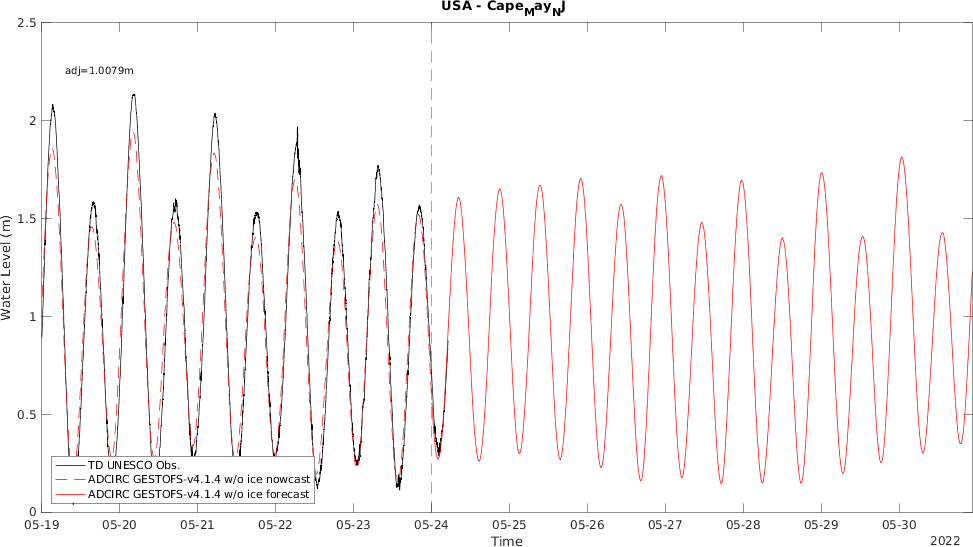 USA - Cape_May_NJ
2.5
adj=1.0079m
2
1.5
Water Level (m)
1
0.5
TD UNESCO Obs.
ADCIRC GESTOFS-v4.1.4 w/o ice nowcast
ADCIRC GESTOFS-v4.1.4 w/o ice forecast
0
05-19 05-20 05-21 05-22 05-23 05-24 05-25 05-26 05-27 05-28 05-29 05-30
Time
2022